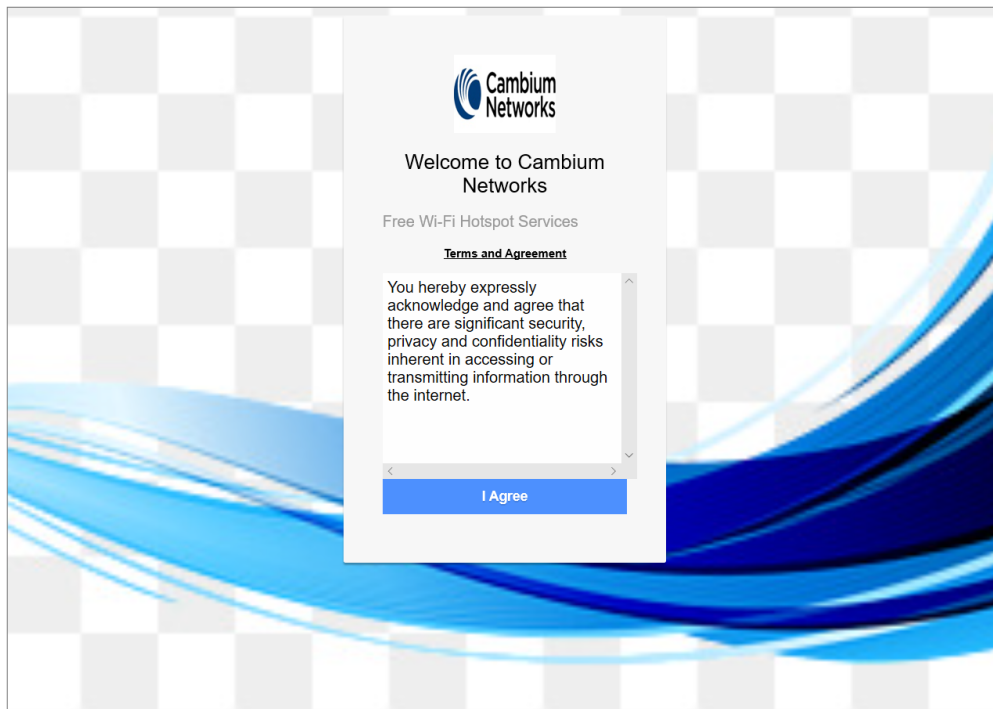 Cambium
Networks
Welcome to Cambium
Networks
Free Wi-Fi Hotspot Services
Terms and Agreement
You hereby expressly
acknowledge and agree that
there are significant security,
privacy and confidentiality risks
inherent in accessing or
transmitting information through
the internet.
I Agree